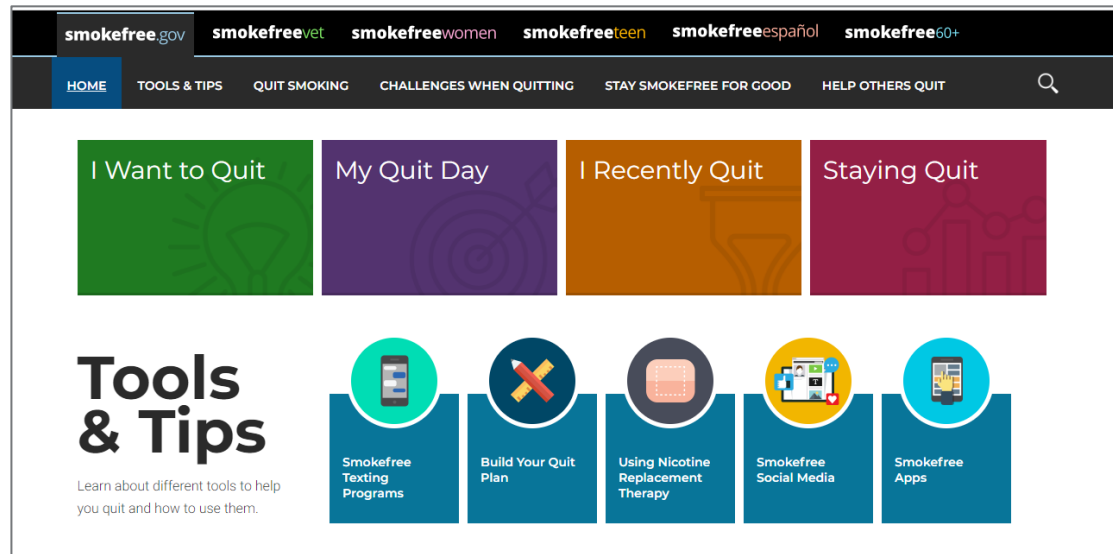 smokefree.gov smokefreevet smokefreewomen smokefreeteen smokefreeespañol smokefree60+
HOME TOOLS & TIPS QUIT SMOKING CHALLENGES WHEN QUITTING STAY SMOKEFREE FOR GOOD HELP OTHERS QUIT
I Want to Quit
My Quit Day
I Recently Quit
Staying Quit
Tools
& Tips
Learn about different tools to help
you quit and how to use them.
Smokefree
Texting
Programs
Build Your Quit
Plan
Using Nicotine
Replacement
Therapy
Smokefree
Social Media
Smokefree
Apps